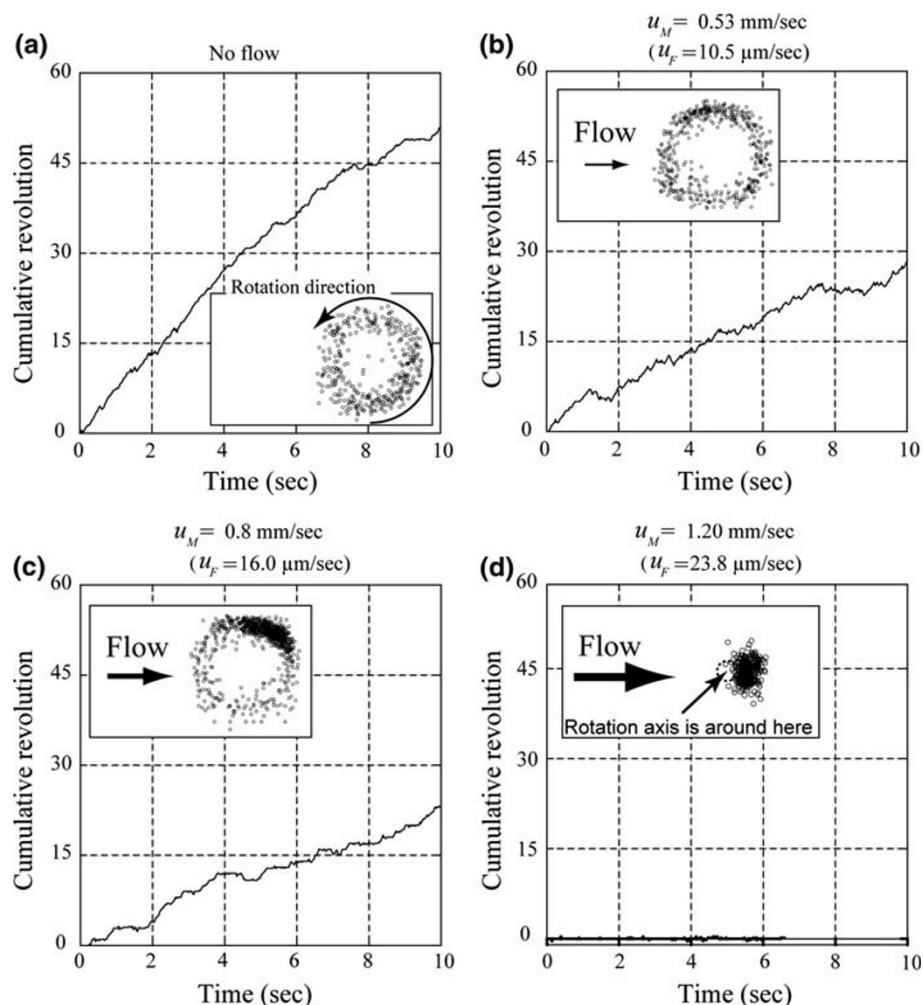 (a)
No flow
Cumulative revolution
60
45
30
15
0
Rotation direction
0 2 4 6 8 10
Time (sec)
(b)
u_M = 0.53 mm/sec
(u_F =10.5 μm/sec)
Cumulative revolution
60
45
30
15
0
Flow
0 2 4 6 8 10
Time (sec)
(c)
u_M = 0.8 mm/sec
(u_F =16.0 μm/sec)
Cumulative revolution
60
45
30
15
0
Flow
0 2 4 6 8 10
Time (sec)
(d)
u_M = 1.20 mm/sec
(u_F =23.8 μm/sec)
Cumulative revolution
60
45
30
15
0
Flow
Rotation axis is around here
0 2 4 6 8 10
Time (sec)